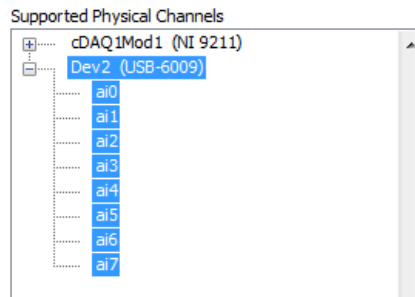 Supported Physical Channels
cDAQ1Mod1 (NI 9211)
Dev2 (USB-6009)
ai0
ai1
ai2
ai3
ai4
ai5
ai6
ai7